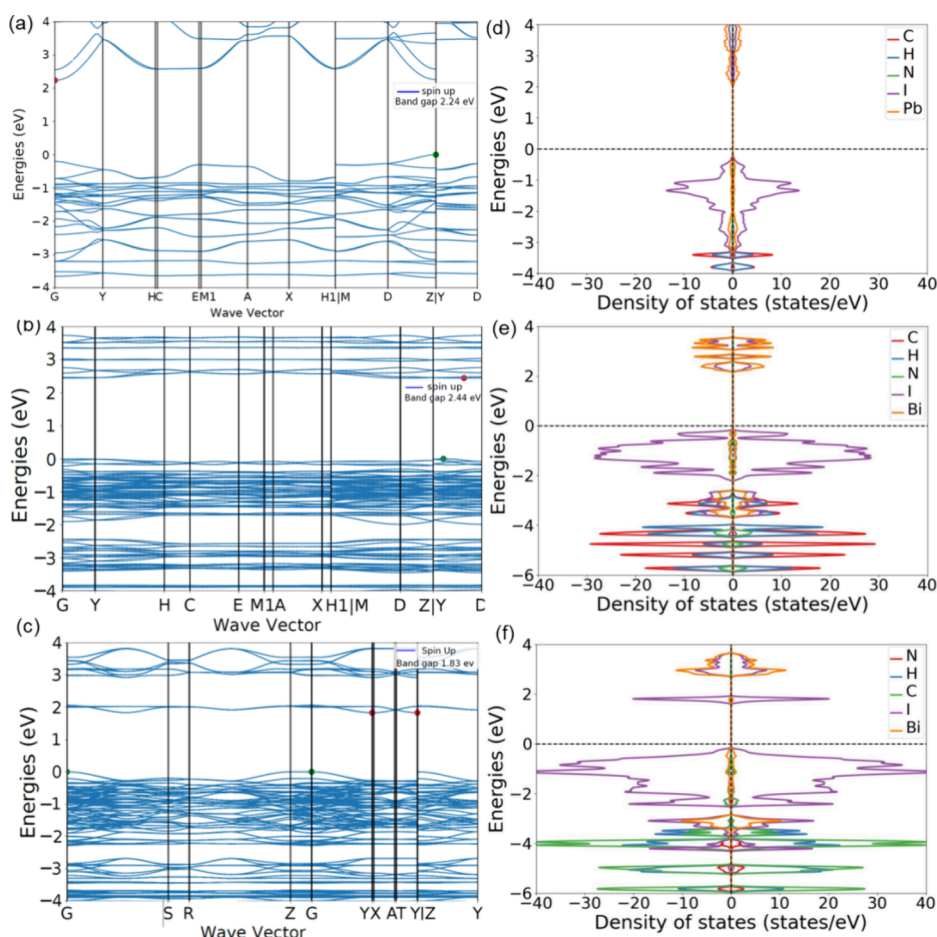 (a)
4
3
2
1
0
−1
−2
−3
−4
Energies (eV)
spin up
Band gap 2.24 eV
G Y HC EM1 A X H1|M D Z|Y D
Wave Vector
(d)
4
2
0
−2
−3
−4
Energies (eV)
C
H
N
I
Pb
−40 −30 −20 −10 0 10 20 30 40
Density of states (states/eV)
(b)
4
3
2
1
0
−1
−2
−3
−4
Energies (eV)
spin up
Band gap 2.44 eV
G Y H C E M1A X H1|M D Z|Y D
Wave Vector
(e)
4
2
0
−2
−4
−6
Energies (eV)
C
H
N
I
Bi
−40 −30 −20 −10 0 10 20 30 40
Density of states (states/eV)
(c)
4
3
2
1
0
−1
−2
−3
−4
Energies (eV)
Spin Up
Band gap 1.83 ev
G S R Z G YX AT Y|Z Y
Wave Vector
(f)
4
2
0
−2
−4
−6
Energies (eV)
N
H
C
I
Bi
−40 −30 −20 −10 0 10 20 30 40
Density of states (states/eV)